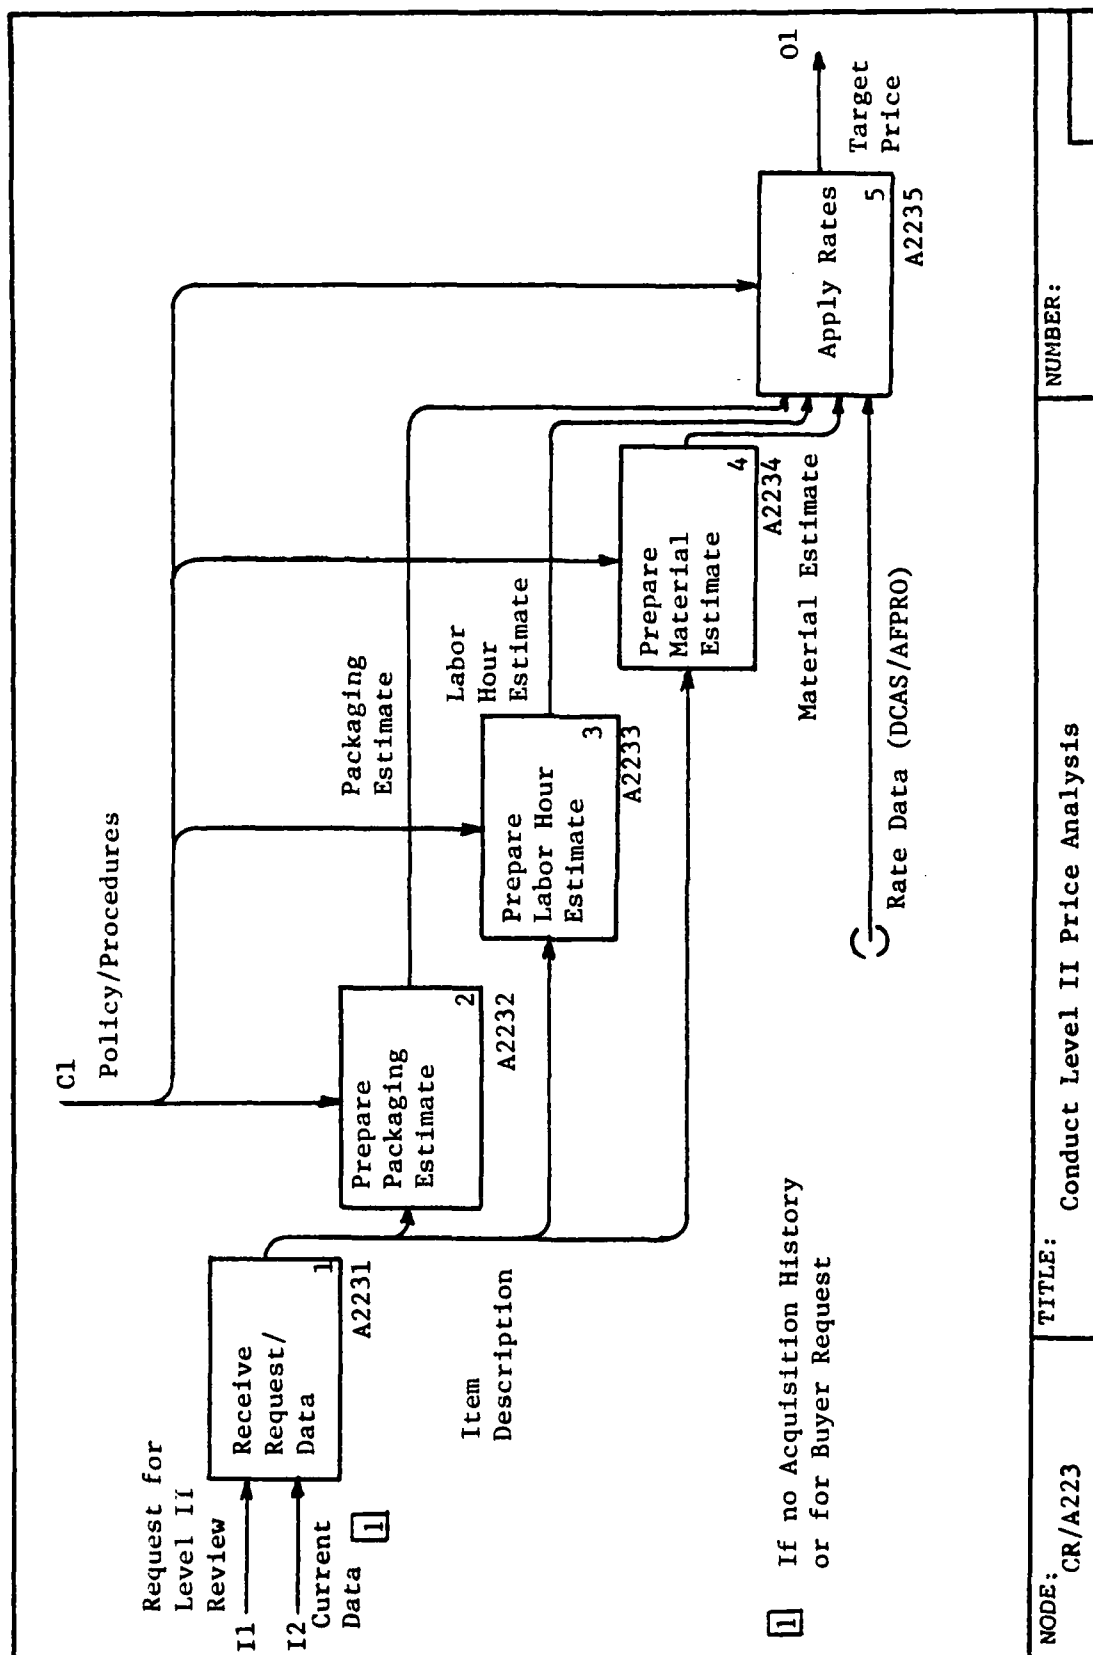 C1
Policy/Procedures
Request for
Level II
Review
I1
I2
Current
Data 1
Receive
Request/
Data
1
A2231
Item
Description
Prepare
Packaging
Estimate
2
A2232
Packaging
Estimate
Prepare
Labor Hour
Estimate
3
A2233
Labor
Hour
Estimate
Prepare
Material
Estimate
4
A2234
Material Estimate
Rate Data (DCAS/AFPRO)
Apply Rates
5
A2235
O1
Target
Price
1 If no Acquisition History
or for Buyer Request
NODE:
CR/A223
TITLE:
Conduct Level II Price Analysis
NUMBER: